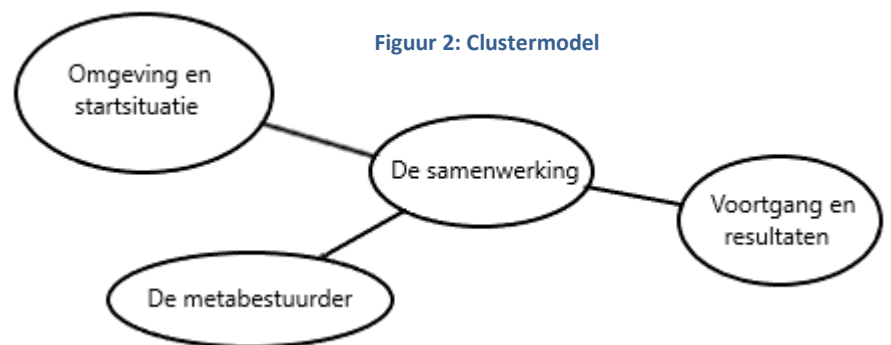 Figuur 2: Clustermodel
Omgeving en
startsituatie
De samenwerking
Voortgang en
resultaten
De metabestuurder